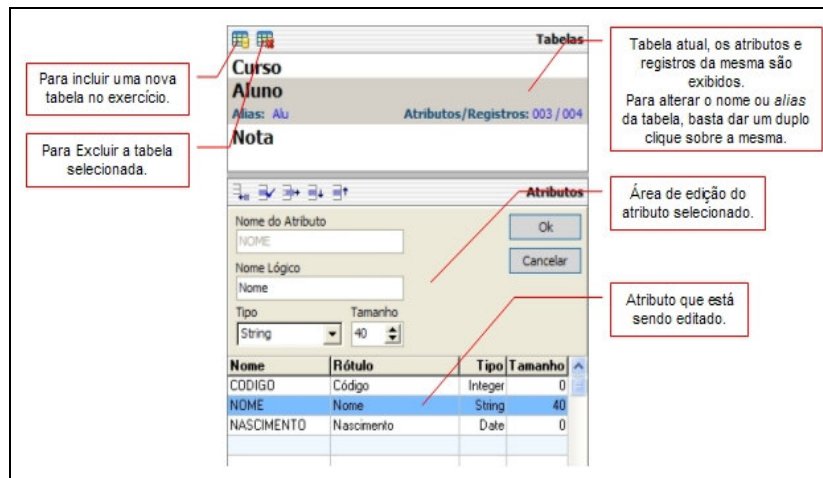 Tabelas
Curso
Aluno
Alias: Alu Atributos/Registros: 003 / 004
Nota
Para incluir uma nova
tabela no exercício.
Para Excluir a tabela
selecionada.
Tabela atual, os atributos e
registros da mesma são
exibidos.
Para alterar o nome ou alias
da tabela, basta dar um duplo
clique sobre a mesma.
Atributos
Nome do Atributo
NOME
Ok
Nome Lógico
Nome
Cancelar
Tipo Tamanho
String 40
Área de edição do
atributo selecionado.
Atributo que está
sendo editado.
Nome Rótulo Tipo Tamanho
CODIGO Código Integer 0
NOME Nome String 40
NASCIMENTO Nascimento Date 0